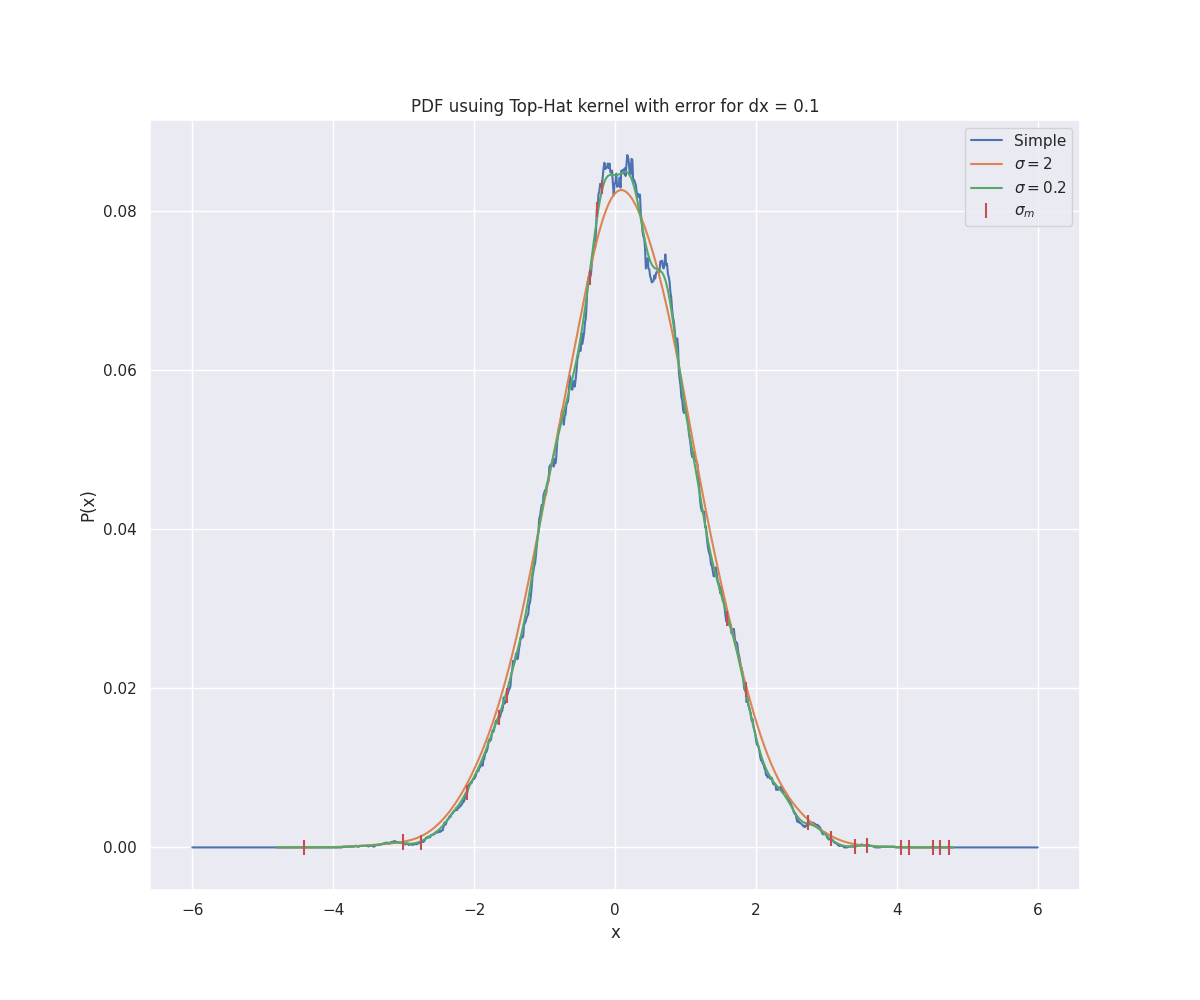 PDF usuing Top-Hat kernel with error for dx = 0.1
Simple
σ = 2
σ = 0.2
σₘ
P(x)
0.08
0.06
0.04
0.02
0.00
−6 −4 −2 0 2 4 6
x